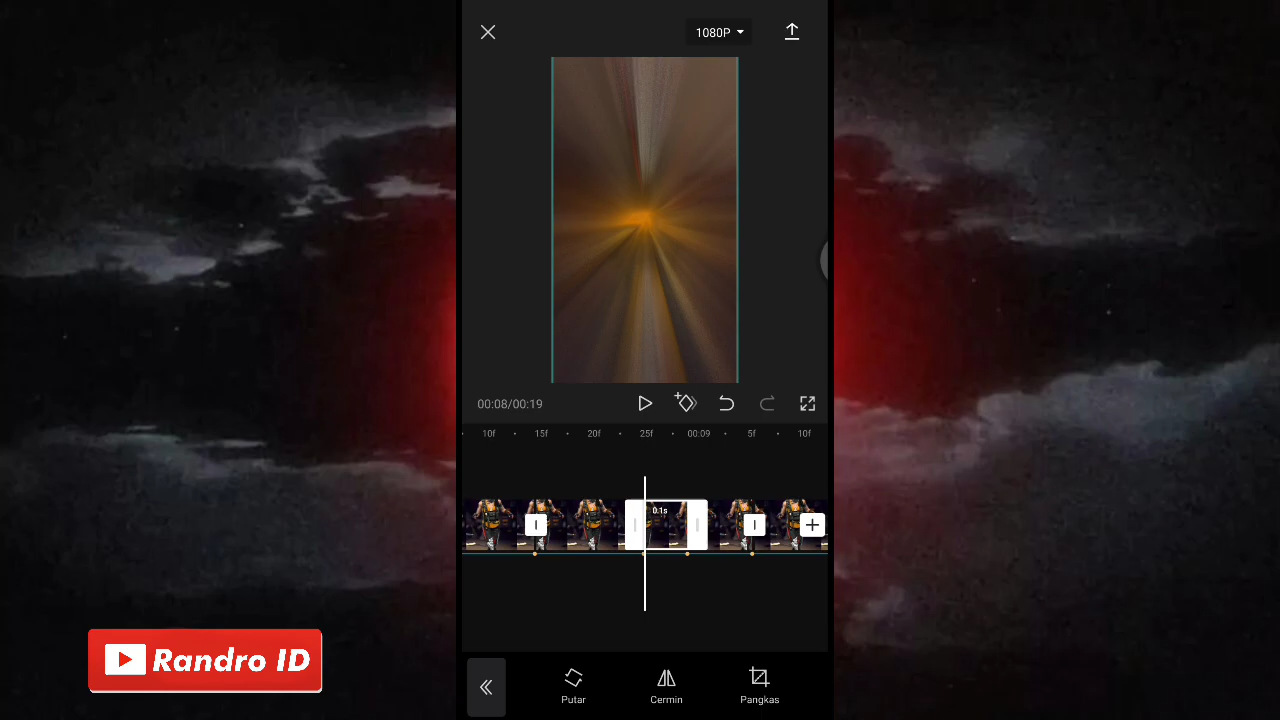 1080P
00:08/00:19
10f 15f 20f 25f 00:09 5f 10f
0.1s
Randro ID
Putar Cermin Pangkas